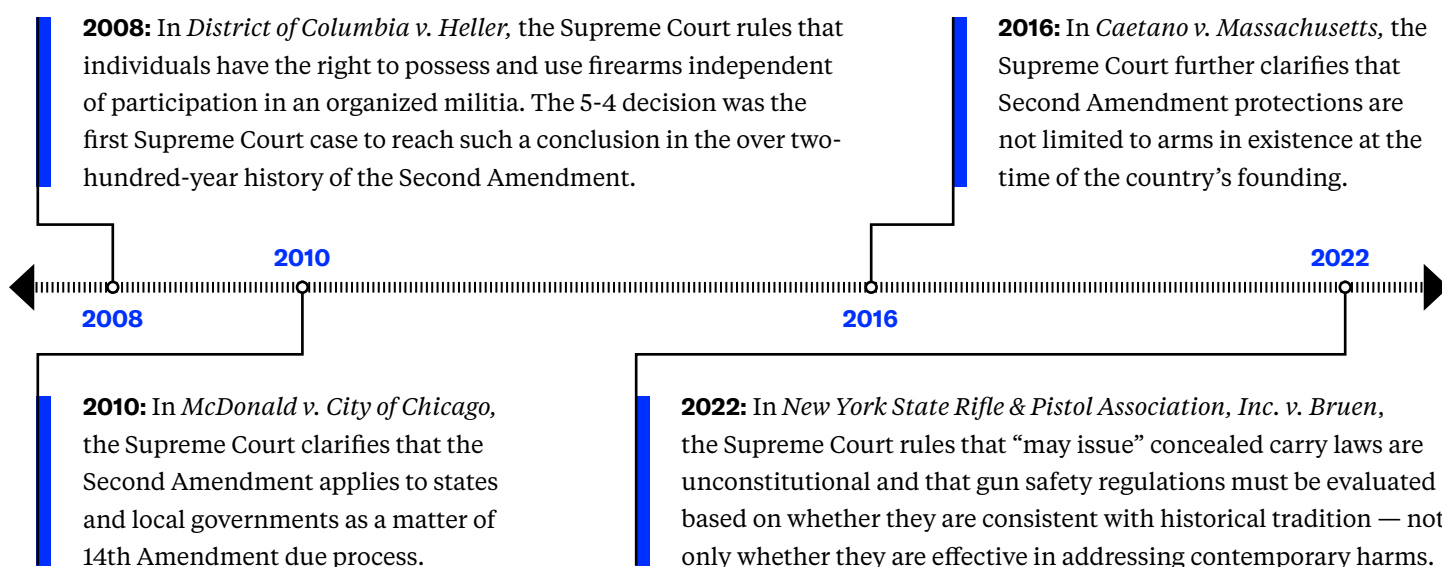 2008: In District of Columbia v. Heller, the Supreme Court rules that
individuals have the right to possess and use firearms independent
of participation in an organized militia. The 5-4 decision was the
first Supreme Court case to reach such a conclusion in the over two-
hundred-year history of the Second Amendment.
2016: In Caetano v. Massachusetts, the
Supreme Court further clarifies that
Second Amendment protections are
not limited to arms in existence at the
time of the country’s founding.
2010
2022
2008
2016
2010: In McDonald v. City of Chicago,
the Supreme Court clarifies that the
Second Amendment applies to states
and local governments as a matter of
14th Amendment due process.
2022: In New York State Rifle & Pistol Association, Inc. v. Bruen,
the Supreme Court rules that “may issue” concealed carry laws are
unconstitutional and that gun safety regulations must be evaluated
based on whether they are consistent with historical tradition — not
only whether they are effective in addressing contemporary harms.